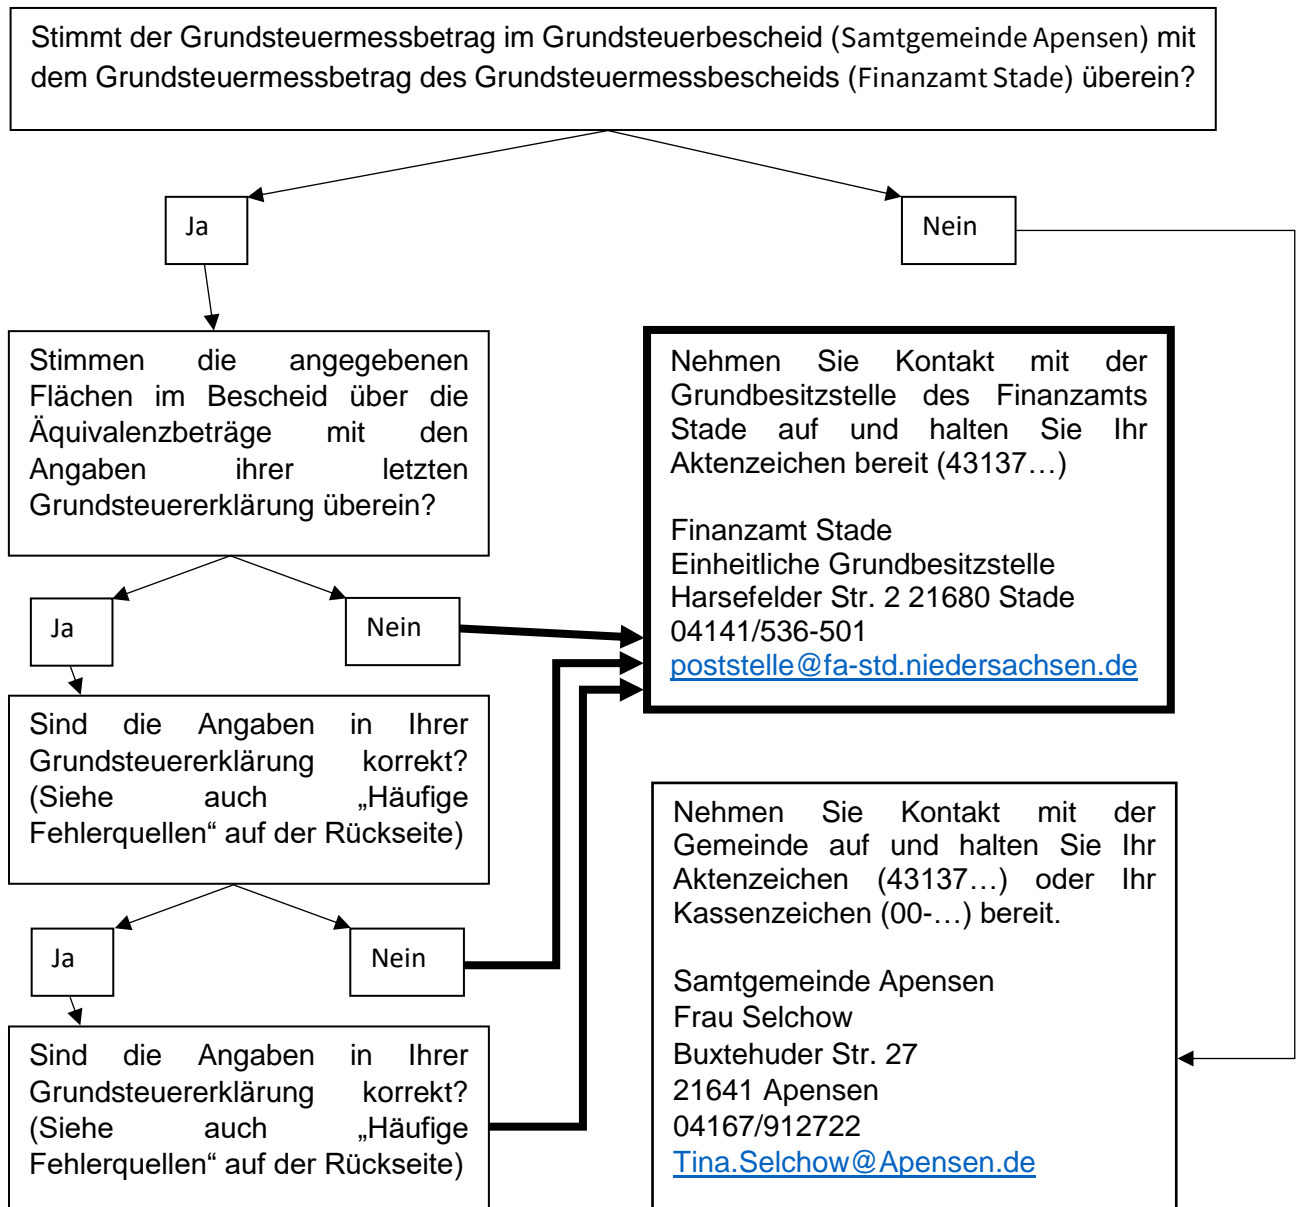 Stimmt der Grundsteuermessbetrag im Grundsteuerbescheid (Samtgemeinde Apensen) mit
dem Grundsteuermessbetrag des Grundsteuermessbescheids (Finanzamt Stade) überein?
Ja
Nein
Stimmen die angegebenen
Flächen im Bescheid über die
Äquivalenzbeträge mit den
Angaben ihrer letzten
Grundsteuererklärung überein?
Nehmen Sie Kontakt mit der
Grundbesitzstelle des Finanzamts
Stade auf und halten Sie Ihr
Aktenzeichen bereit (43137…)
Finanzamt Stade
Einheitliche Grundbesitzstelle
Harsefelder Str. 2 21680 Stade
04141/536-501
poststelle@fa-std.niedersachsen.de
Ja
Nein
Sind die Angaben in Ihrer
Grundsteuererklärung korrekt?
(Siehe auch „Häufige
Fehlerquellen“ auf der Rückseite)
Ja
Nein
Sind die Angaben in Ihrer
Grundsteuererklärung korrekt?
(Siehe auch „Häufige
Fehlerquellen“ auf der Rückseite)
Nehmen Sie Kontakt mit der
Gemeinde auf und halten Sie Ihr
Aktenzeichen (43137…) oder Ihr
Kassenzeichen (00-…) bereit.
Samtgemeinde Apensen
Frau Selchow
Buxtehuder Str. 27
21641 Apensen
04167/912722
Tina.Selchow@Apensen.de